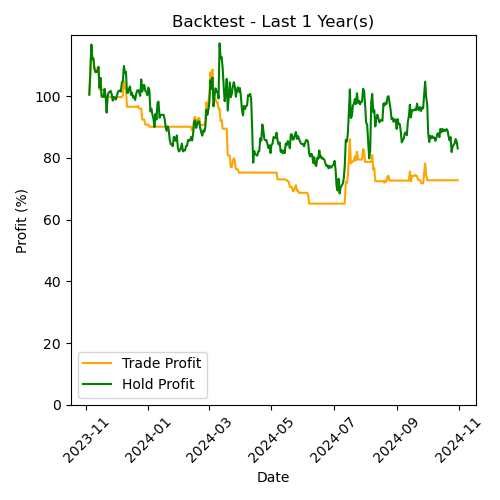 Backtest - Last 1 Year(s)
Profit (%)
100
80
60
40
20
0
Trade Profit
Hold Profit
2023-11
2024-01
2024-03
2024-05
2024-07
2024-09
2024-11
Date